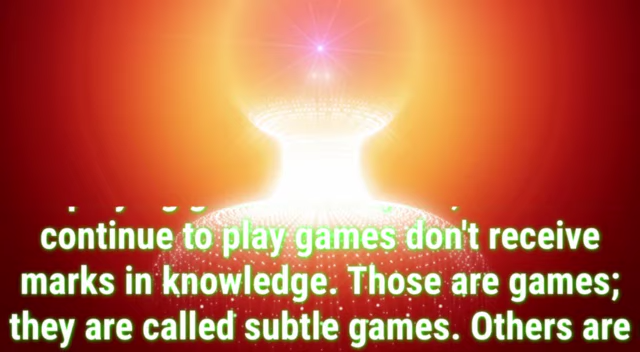 continue to play games don't receive
marks in knowledge. Those are games;
they are called subtle games. Others are